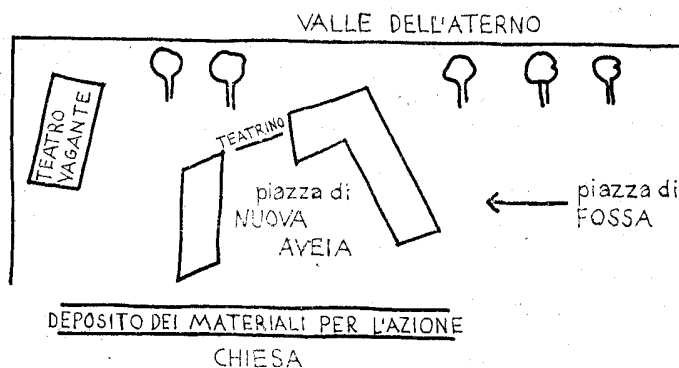 VALLE DELL'ATERNO
TEATRO
VAGANTE
TEATRINO
piazza di
NUOVA
AVEIA
piazza di
FOSSA
DEPOSITO DEI MATERIALI PER L'AZIONE
CHIESA